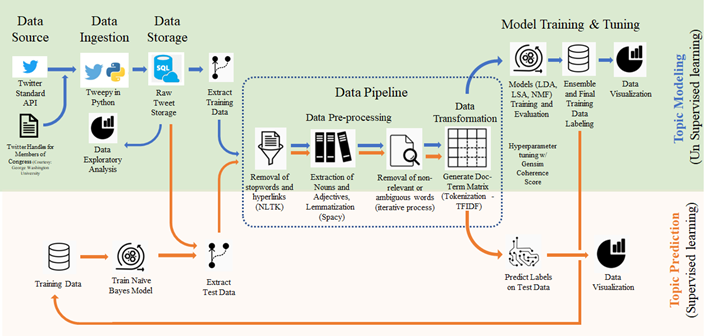 Data
Source
Data
Ingestion
Data
Storage
Model Training & Tuning
Twitter
Standard
API
Tweepy in
Python
SQL
Raw
Tweet
Storage
Extract
Training
Data
Models (LDA,
LSA, NMF)
Training and
Evaluation
Ensemble
and Final
Training
Data
Labeling
Data
Visualization
Twitter Handles for
Members of
Congress (Courtesy:
George Washington
University)
Data
Exploratory
Analysis
Data Pipeline
Data Pre-processing
Data
Transformation
Removal of
stopwords and
hyperlinks
(NLTK)
Extraction of
Nouns and
Adjectives,
Lemmatization
(Spacy)
Removal of non-
relevant or
ambiguous words
(iterative process)
Generate Doc-
Term Matrix
(Tokenization -
TFIDF)
Hyperparameter
tuning w/
Gensim
Coherence
Score
Topic Modeling
(Un Supervised learning)
Training Data
Train Naïve
Bayes Model
Extract
Test Data
Predict Labels
on Test Data
Data
Visualization
Topic Prediction
(Supervised learning)